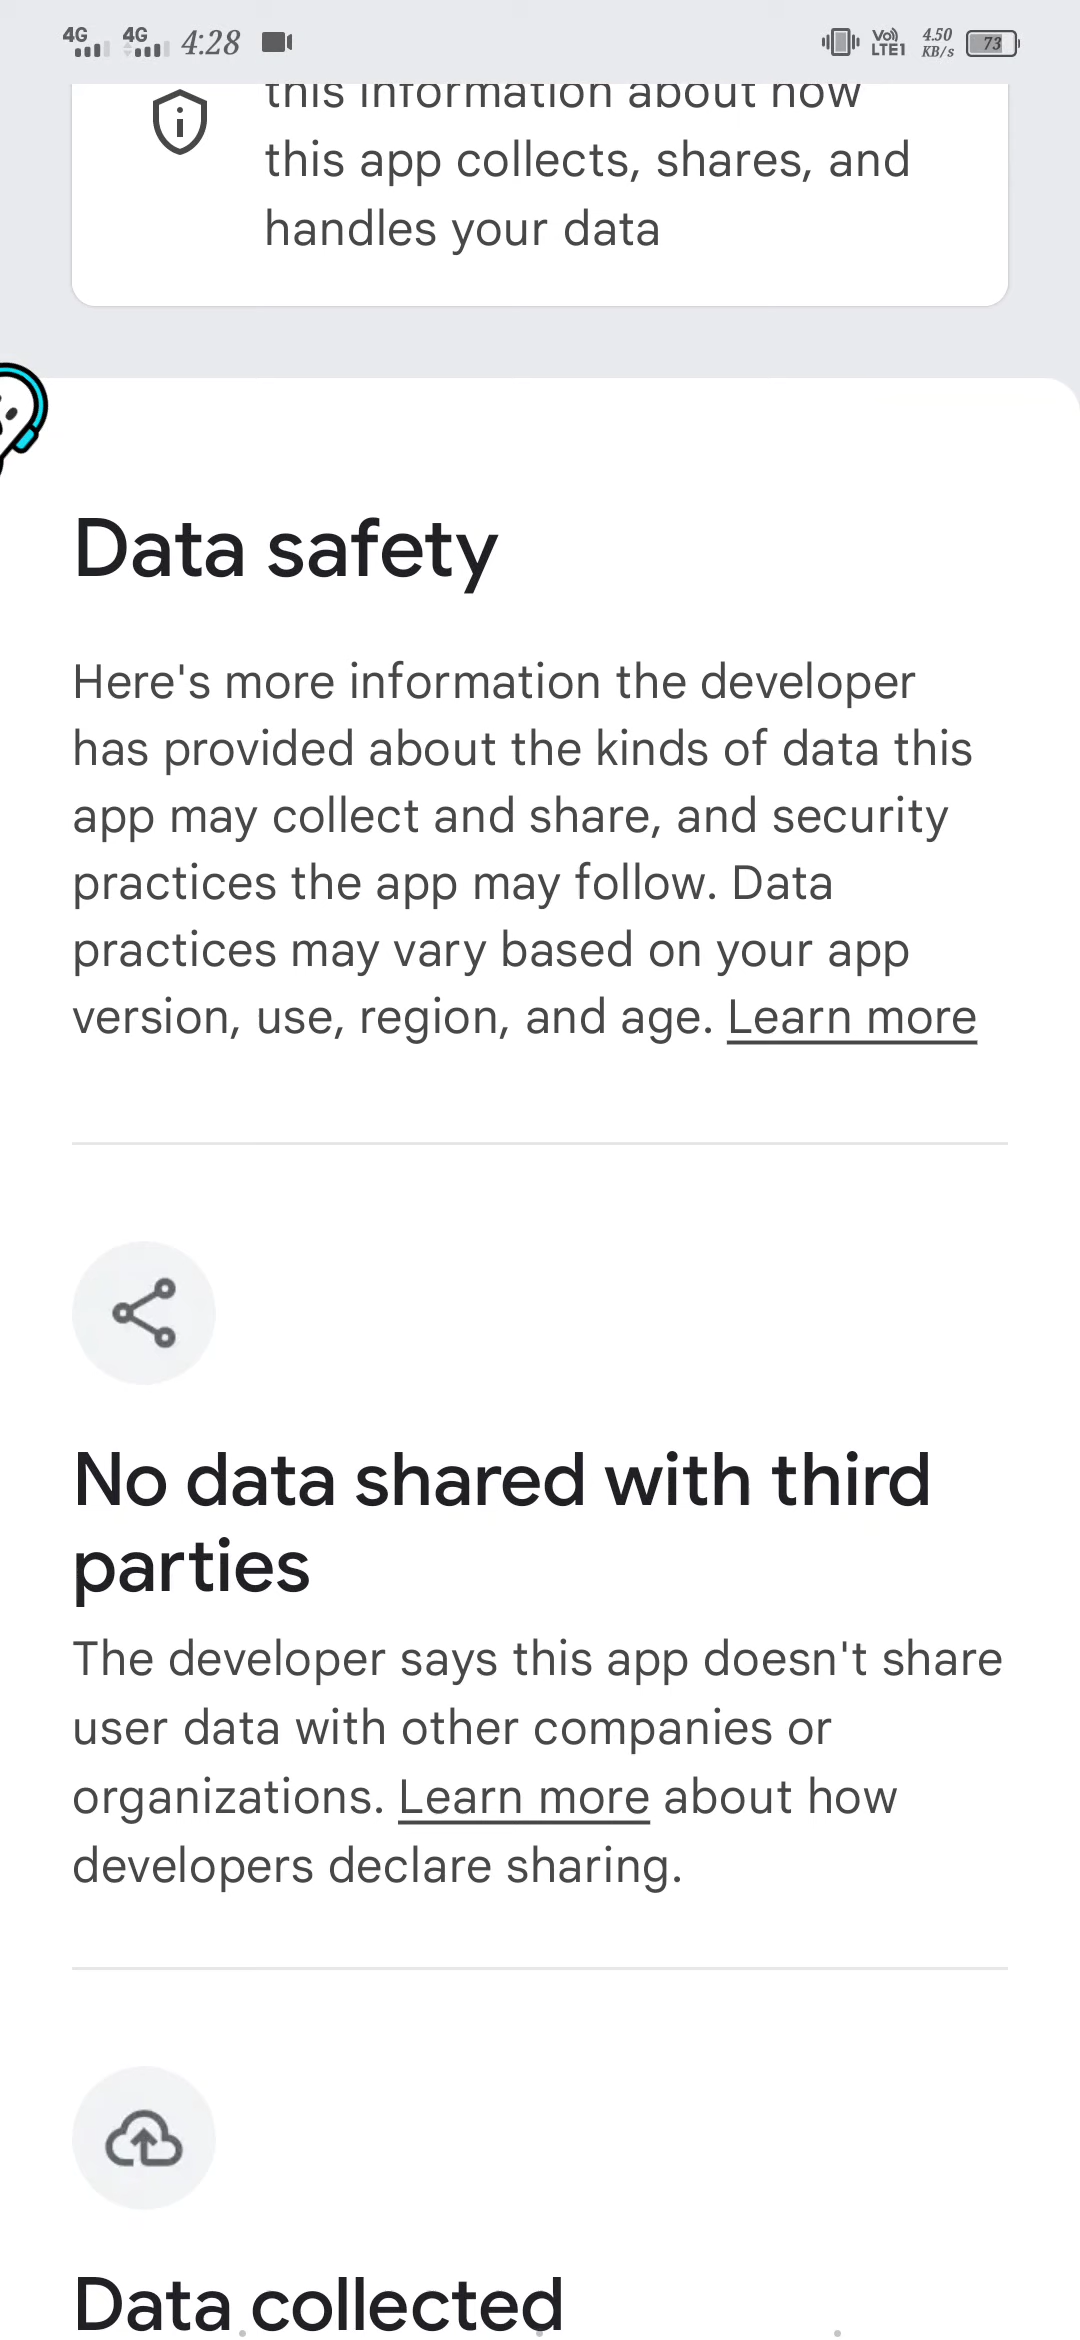 4G 4G 4:28 Vo) LTE1 4.50 KB/s 73
this information about how
this app collects, shares, and
handles your data
Data safety
Here's more information the developer
has provided about the kinds of data this
app may collect and share, and security
practices the app may follow. Data
practices may vary based on your app
version, use, region, and age. Learn more
No data shared with third
parties
The developer says this app doesn't share
user data with other companies or
organizations. Learn more about how
developers declare sharing.
Data collected